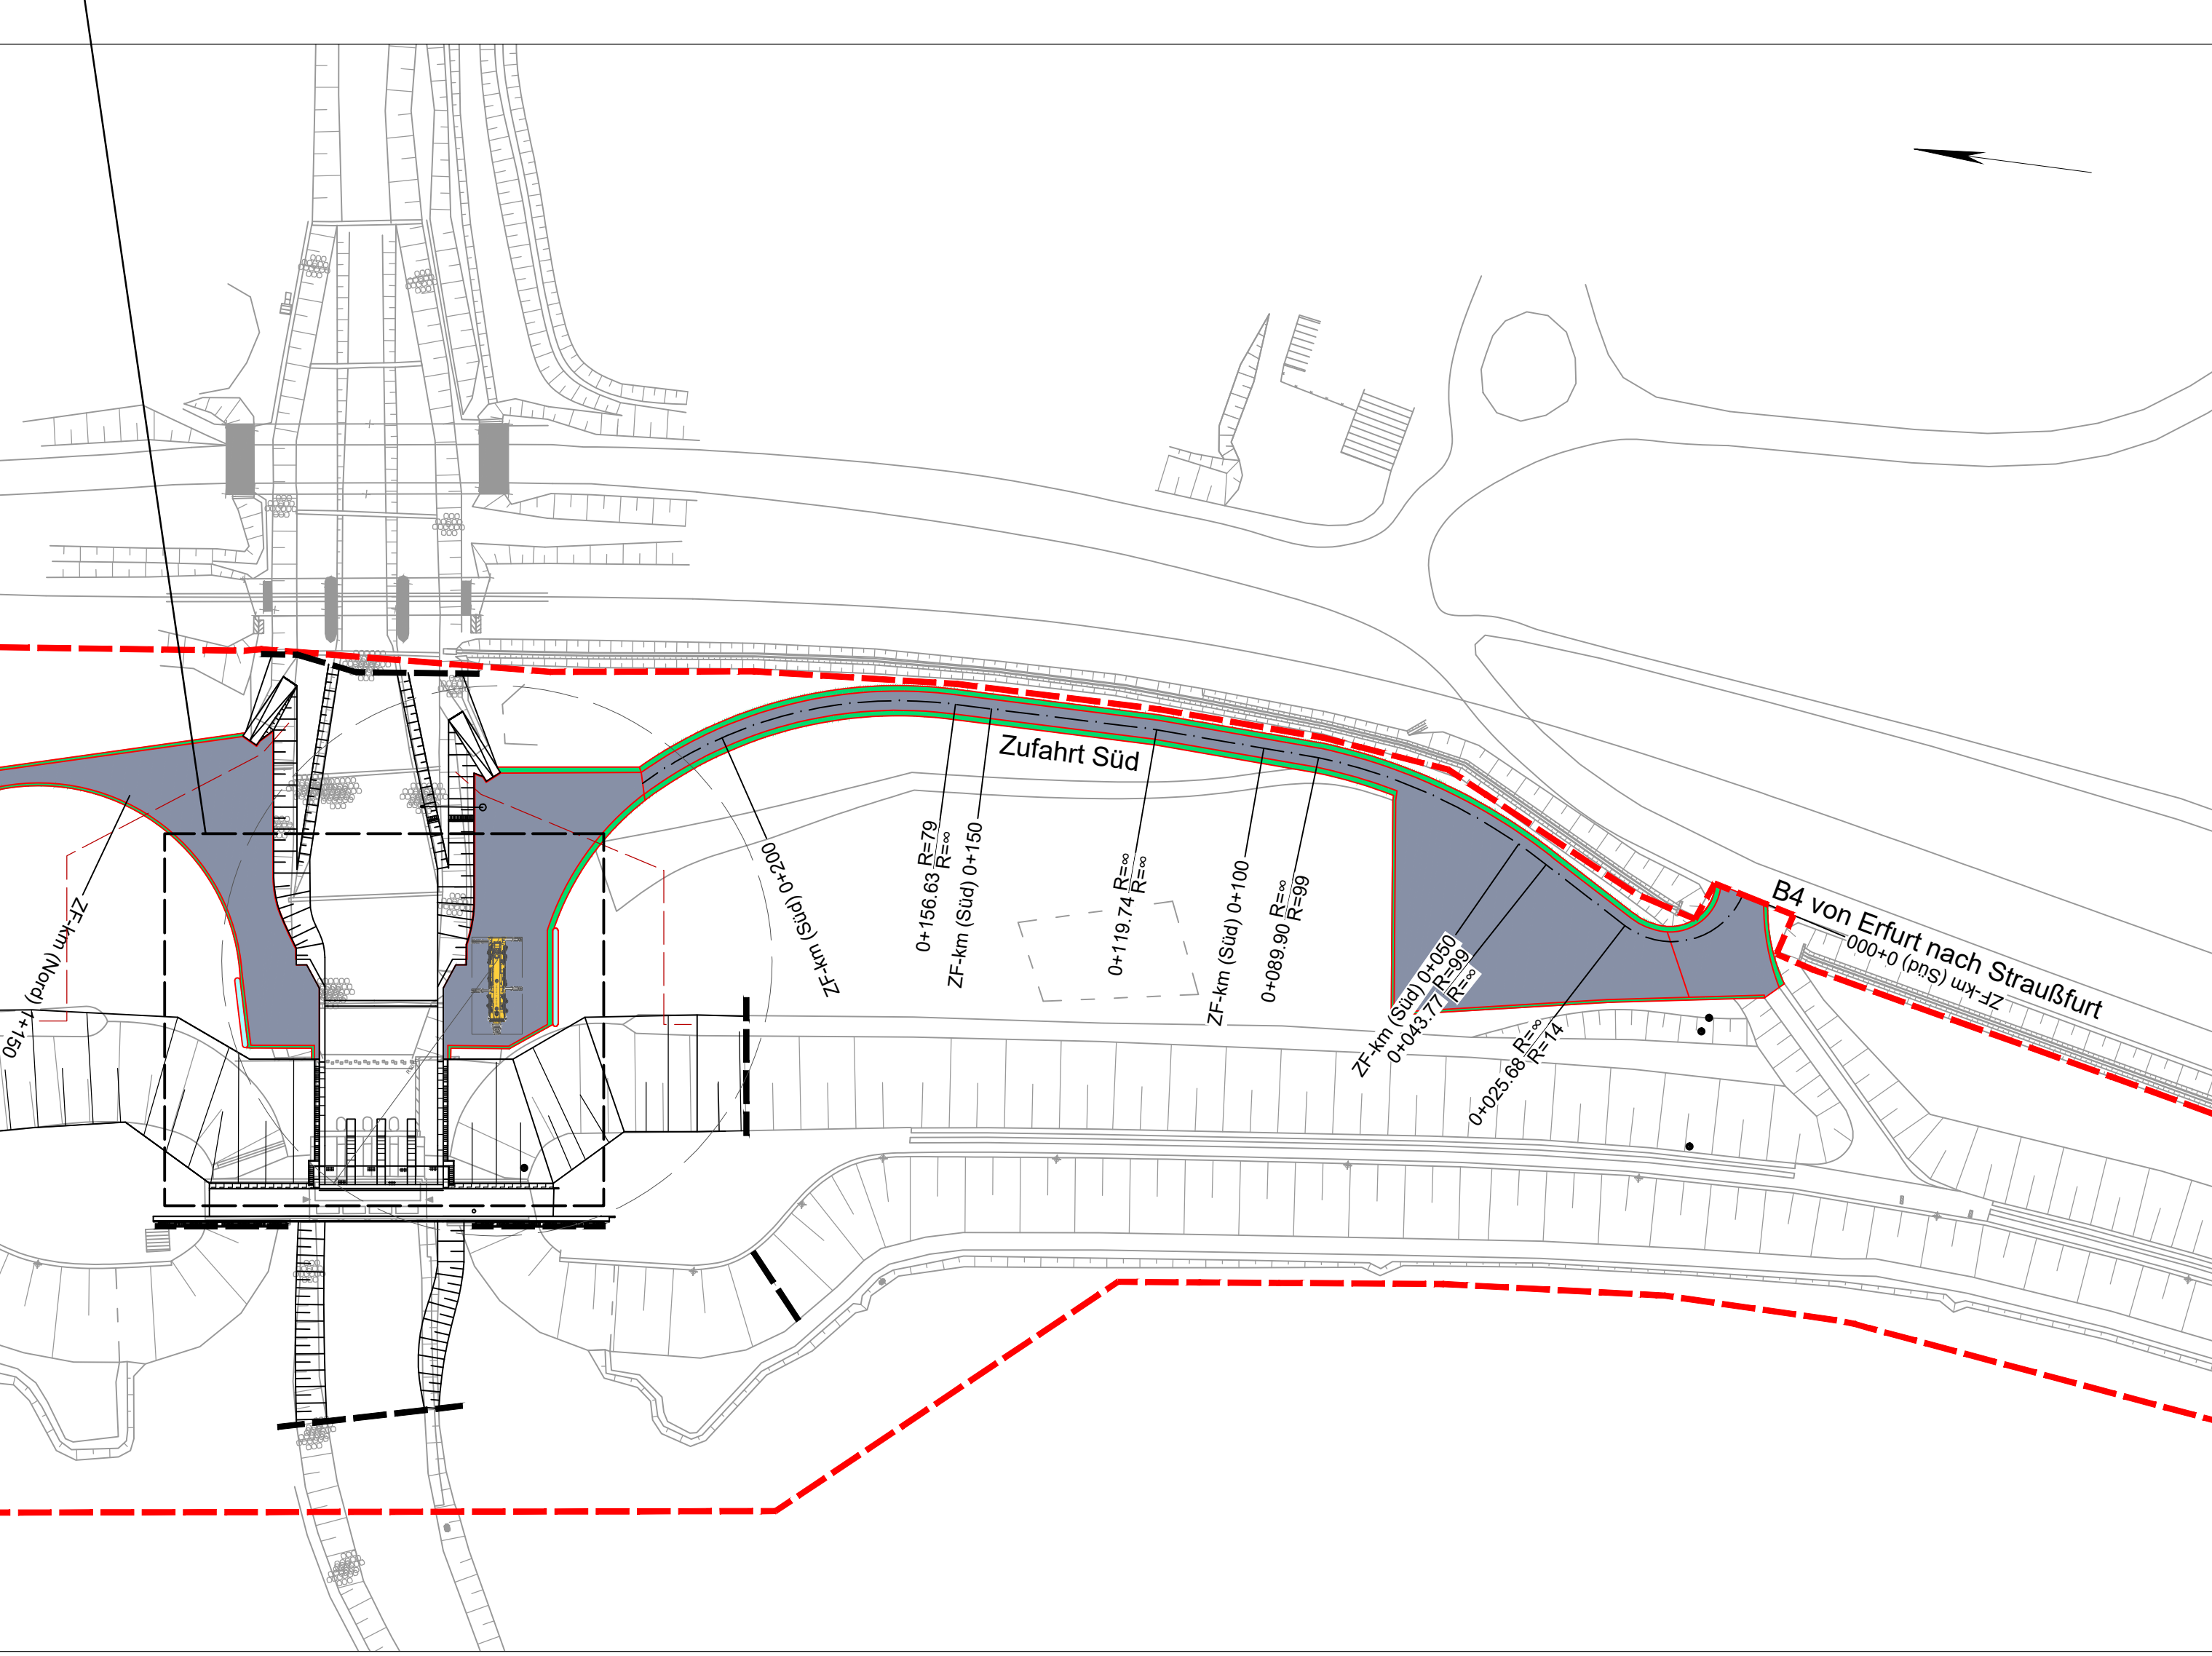 Zufahrt Süd
B4 von Erfurt nach Straußfurt
ZF-km (Süd) 0+000
ZF-km (Nord) 1+150
ZF-km (Süd) 0+200
0+156.63 R=79
R=∞
ZF-km (Süd) 0+150
0+119.74 R=∞
R=∞
ZF-km (Süd) 0+100
0+089.90 R=∞
R=99
ZF-km (Süd) 0+050
0+043.77 R=99
R=∞
0+025.68 R=∞
R=14